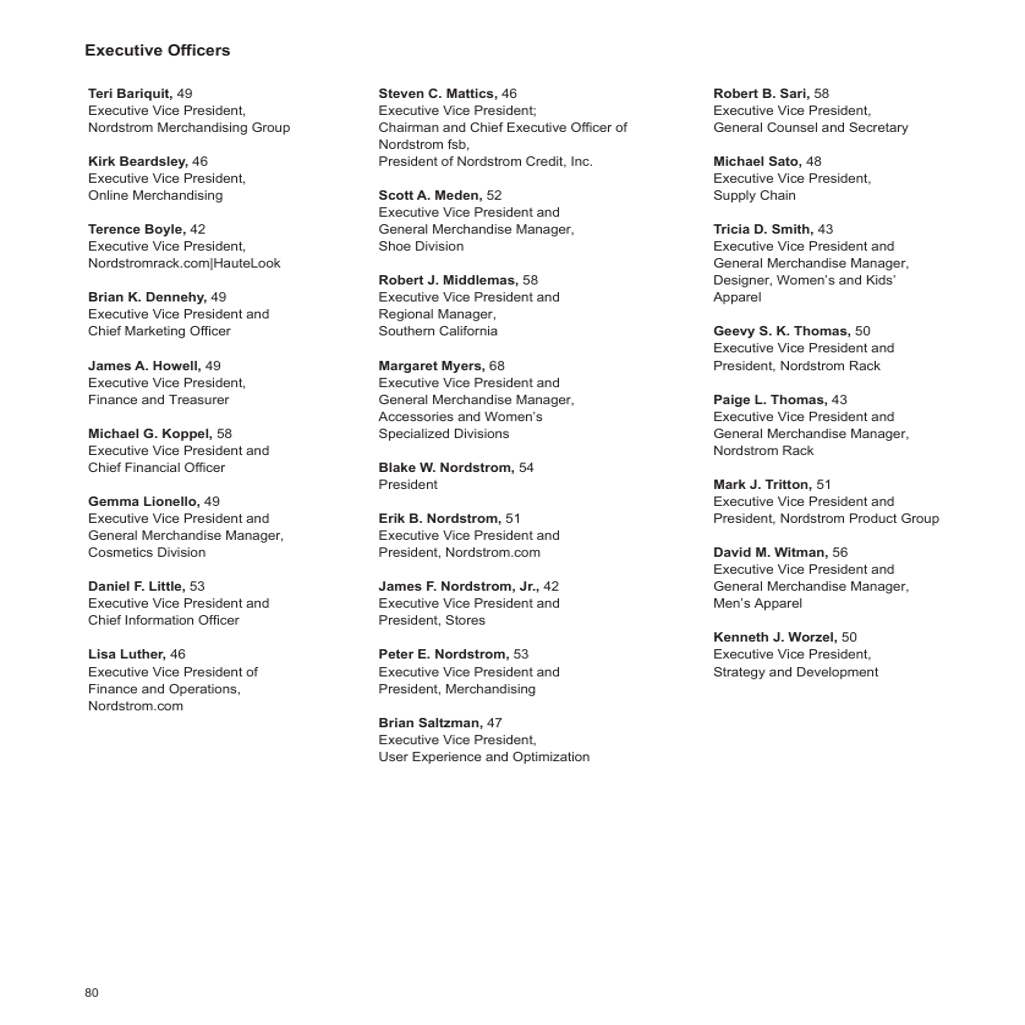 Executive Officers
Teri Bariquit, 49
Executive Vice President,
Nordstrom Merchandising Group
Kirk Beardsley, 46
Executive Vice President,
Online Merchandising
Terence Boyle, 42
Executive Vice President,
Nordstromrack.com|HauteLook
Brian K. Dennehy, 49
Executive Vice President and
Chief Marketing Officer
James A. Howell, 49
Executive Vice President,
Finance and Treasurer
Michael G. Koppel, 58
Executive Vice President and
Chief Financial Officer
Gemma Lionello, 49
Executive Vice President and
General Merchandise Manager,
Cosmetics Division
Daniel F. Little, 53
Executive Vice President and
Chief Information Officer
Lisa Luther, 46
Executive Vice President of
Finance and Operations,
Nordstrom.com
Steven C. Mattics, 46
Executive Vice President;
Chairman and Chief Executive Officer of
Nordstrom fsb,
President of Nordstrom Credit, Inc.
Scott A. Meden, 52
Executive Vice President and
General Merchandise Manager,
Shoe Division
Robert J. Middlemas, 58
Executive Vice President and
Regional Manager,
Southern California
Margaret Myers, 68
Executive Vice President and
General Merchandise Manager,
Accessories and Women's
Specialized Divisions
Blake W. Nordstrom, 54
President
Erik B. Nordstrom, 51
Executive Vice President and
President, Nordstrom.com
James F. Nordstrom, Jr., 42
Executive Vice President and
President, Stores
Peter E. Nordstrom, 53
Executive Vice President and
President, Merchandising
Brian Saltzman, 47
Executive Vice President,
User Experience and Optimization
Robert B. Sari, 58
Executive Vice President,
General Counsel and Secretary
Michael Sato, 48
Executive Vice President,
Supply Chain
Tricia D. Smith, 43
Executive Vice President and
General Merchandise Manager,
Designer, Women's and Kids'
Apparel
Geevy S. K. Thomas, 50
Executive Vice President and
President, Nordstrom Rack
Paige L. Thomas, 43
Executive Vice President and
General Merchandise Manager,
Nordstrom Rack
Mark J. Tritton, 51
Executive Vice President and
President, Nordstrom Product Group
David M. Witman, 56
Executive Vice President and
General Merchandise Manager,
Men's Apparel
Kenneth J. Worzel, 50
Executive Vice President,
Strategy and Development
80